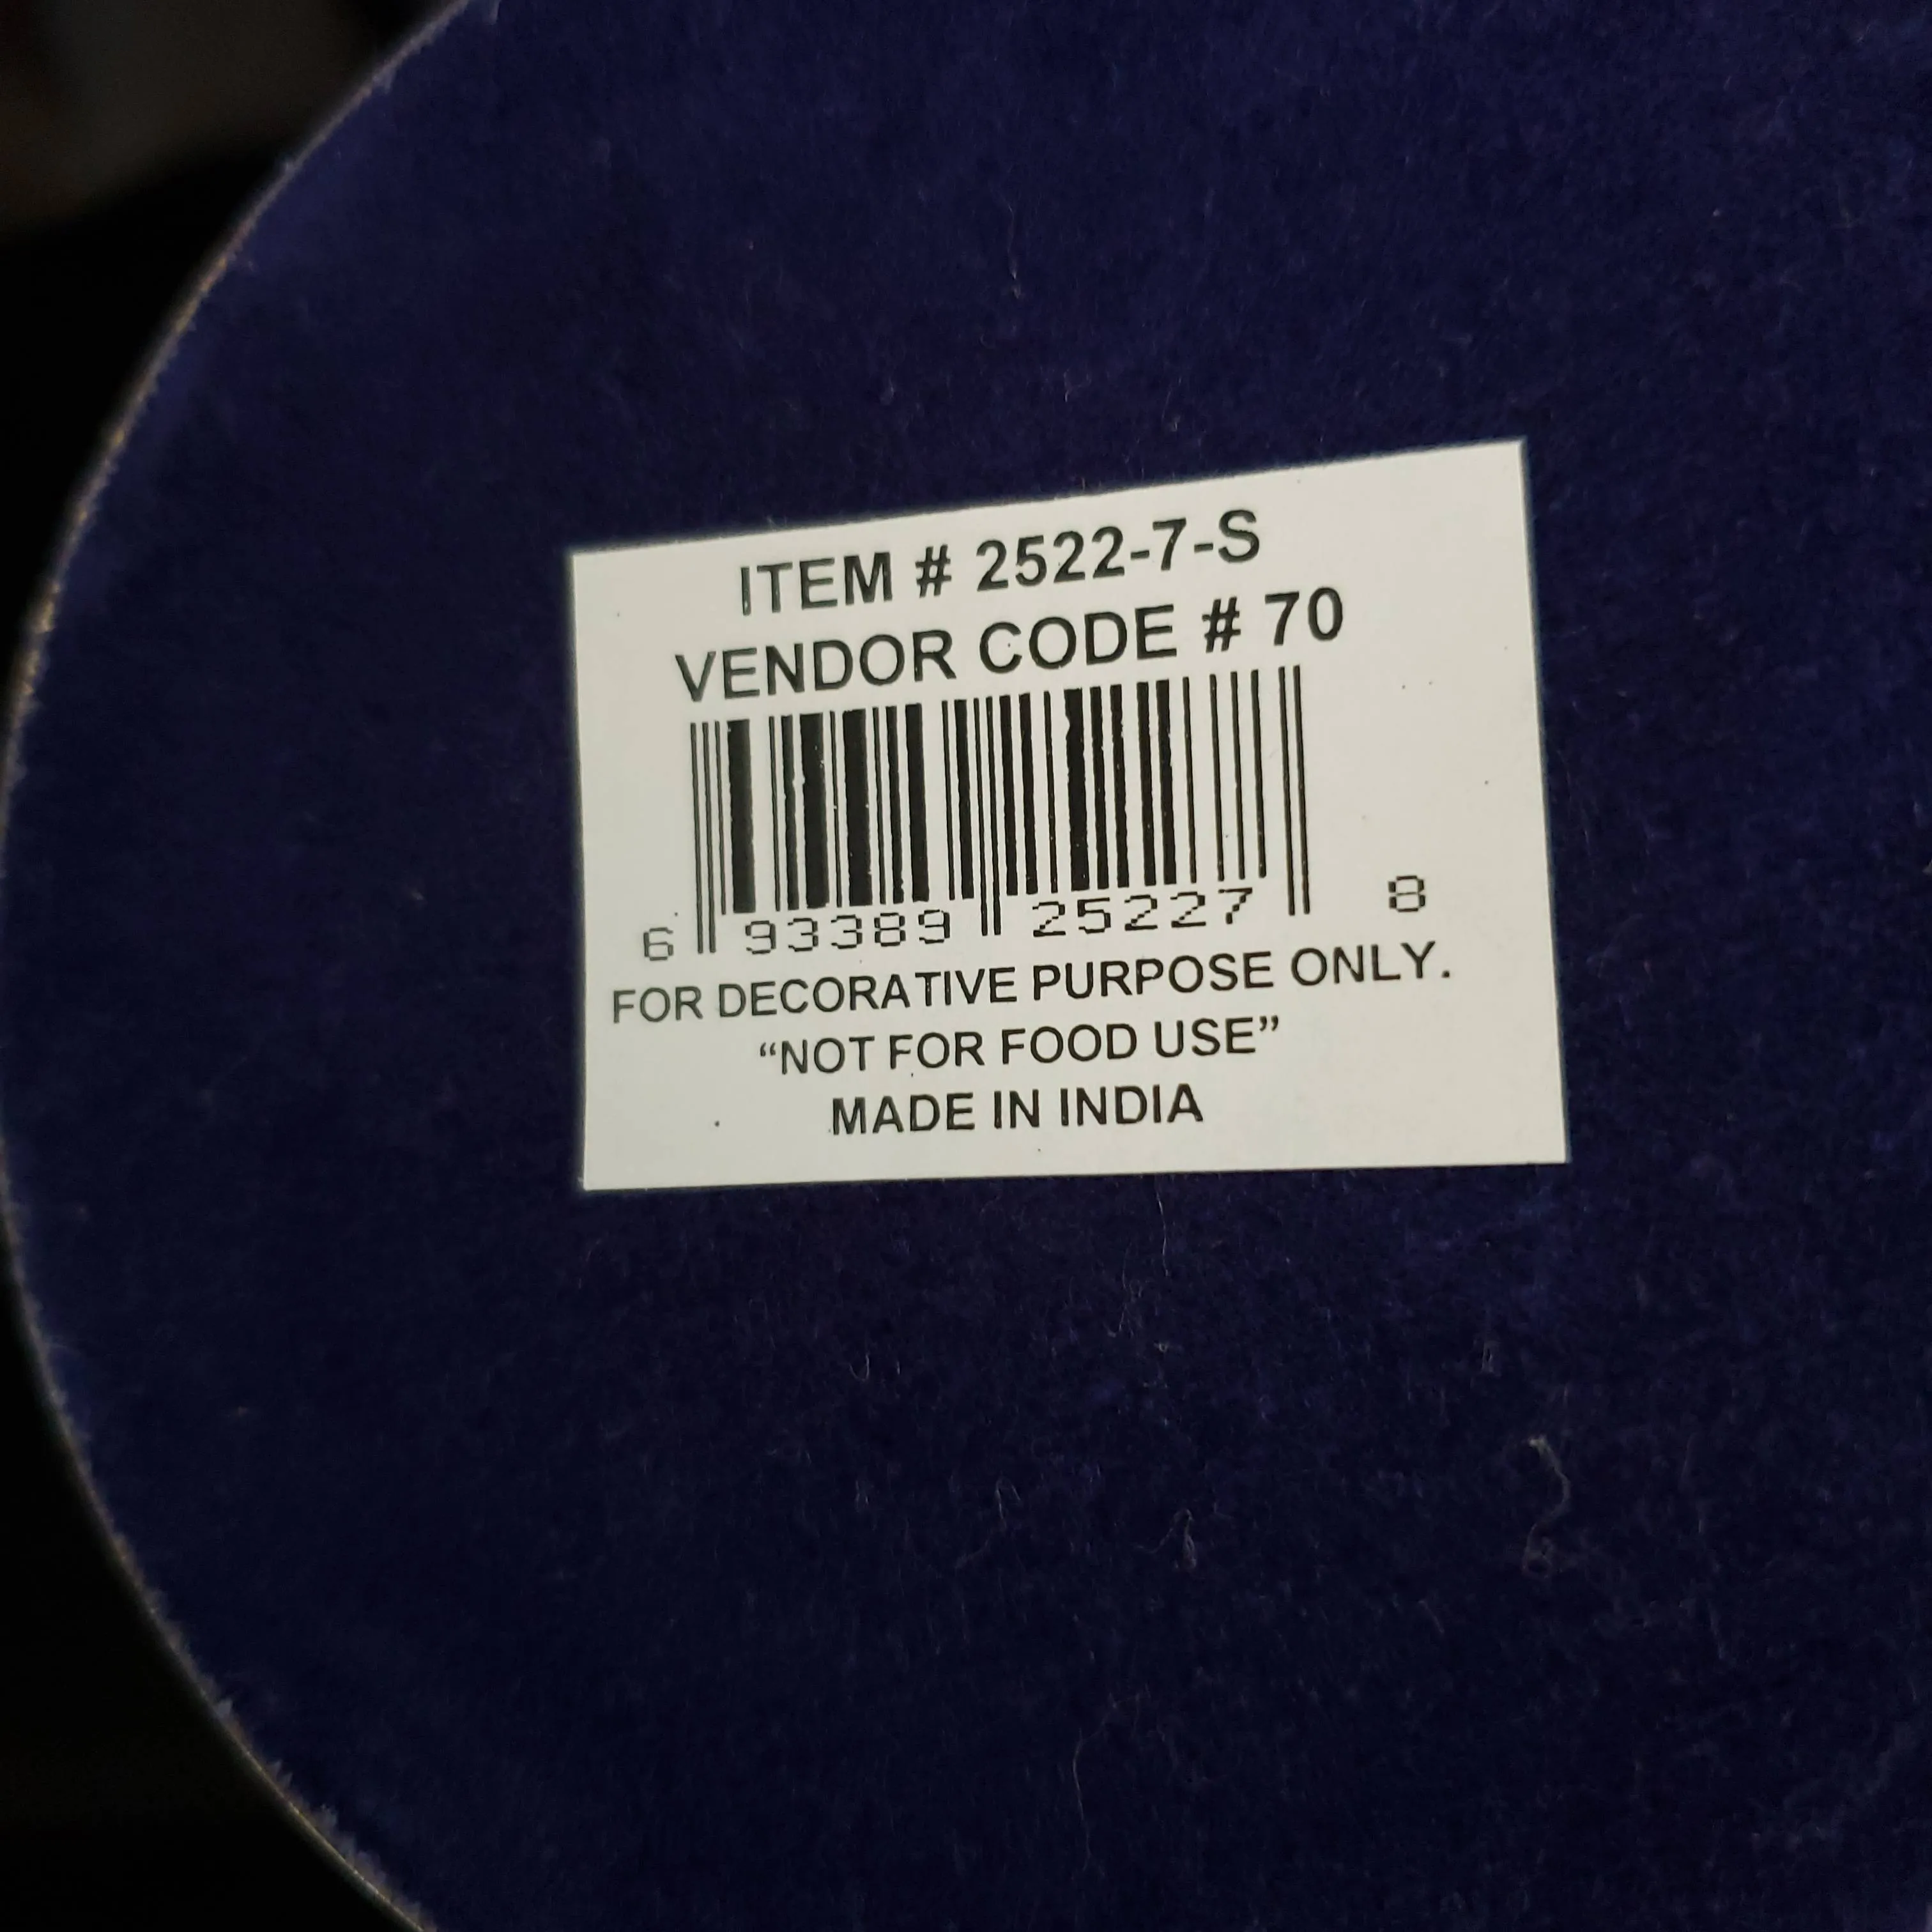 ITEM # 2522-7-S
VENDOR CODE # 70
6 93389 25227 8
FOR DECORATIVE PURPOSE ONLY.
“NOT FOR FOOD USE”
MADE IN INDIA